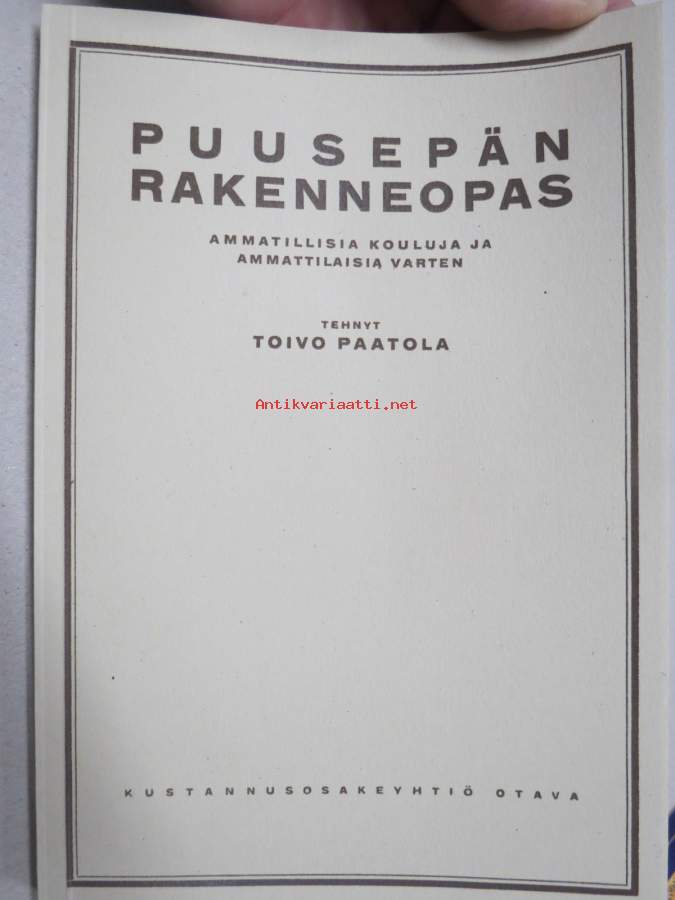 PUUSEPÄN
RAKENNEOPAS
AMMATILLISIA KOULUJA JA
AMMATTILAISIA VARTEN
TEHNYT
TOIVO PAATOLA
Antikvariaatti.net
KUSTANNUSOSAKEYHTIÖ OTAVA